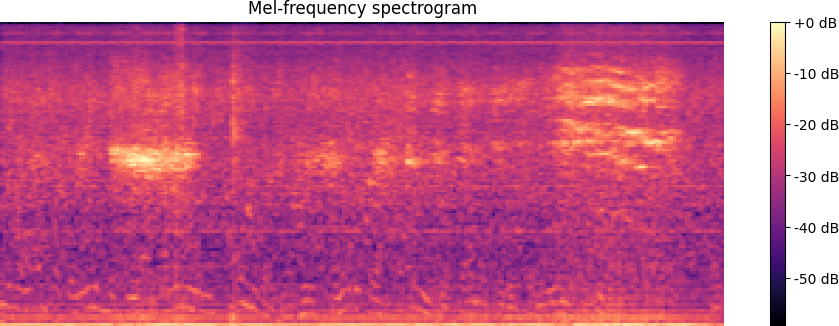 Mel-frequency spectrogram
+0 dB
-10 dB
-20 dB
-30 dB
-40 dB
-50 dB